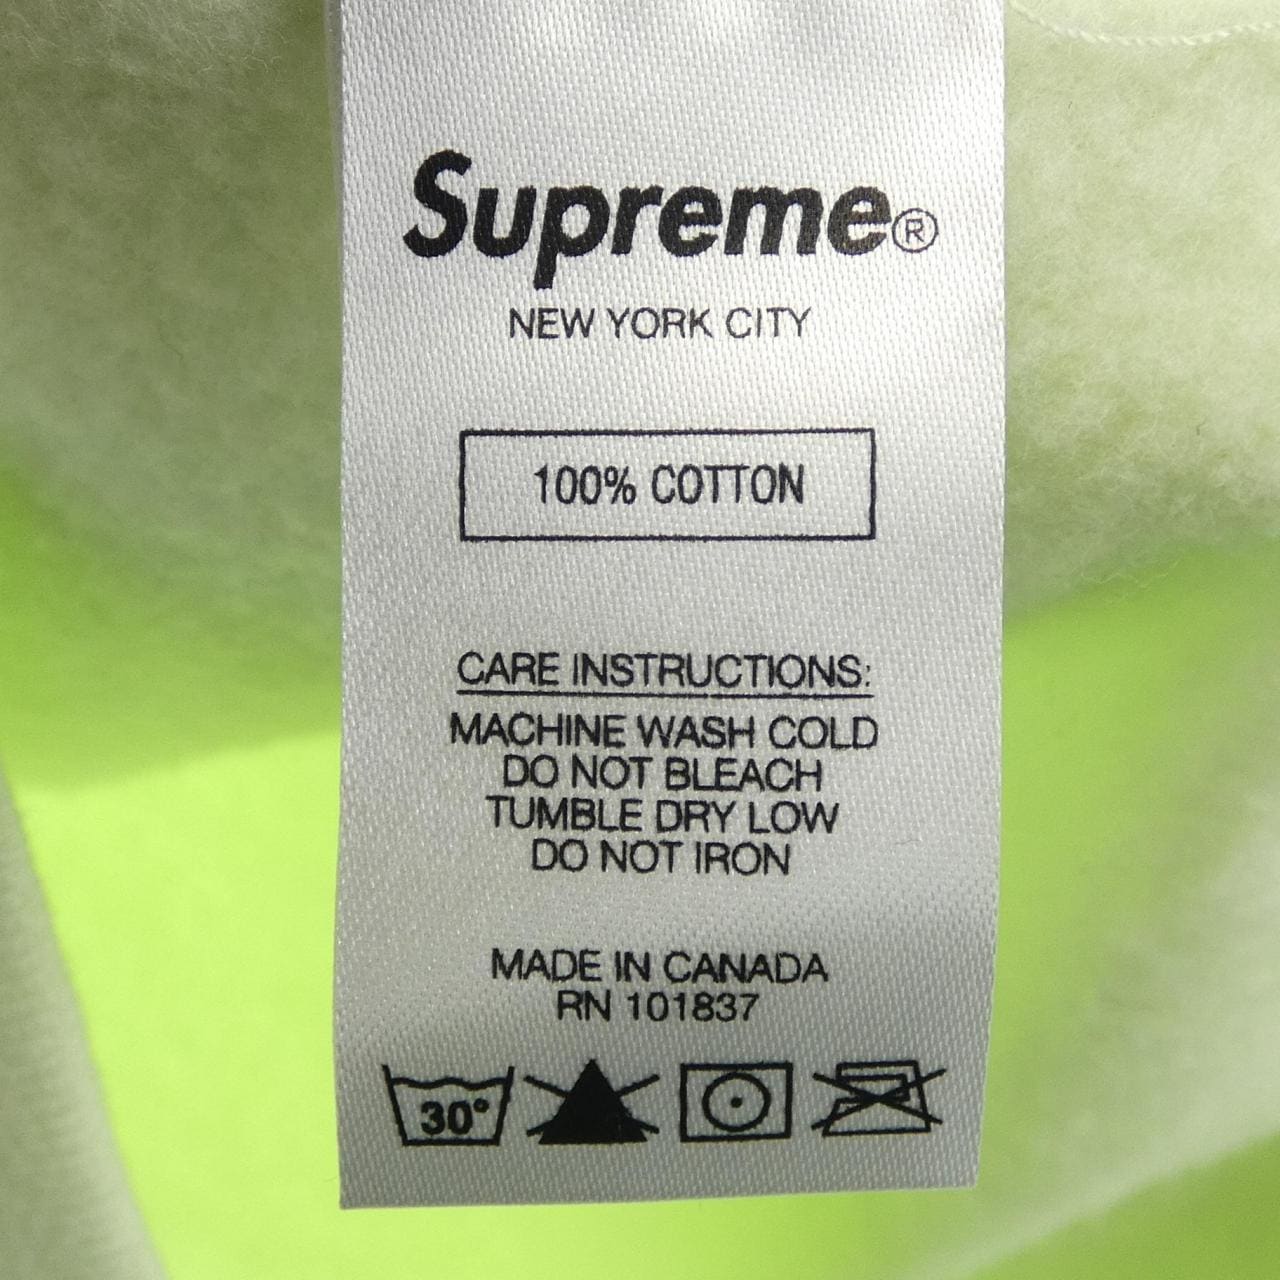 Supreme®
NEW YORK CITY
100% COTTON
CARE INSTRUCTIONS:
MACHINE WASH COLD
DO NOT BLEACH
TUMBLE DRY LOW
DO NOT IRON
MADE IN CANADA
RN 101837
30°